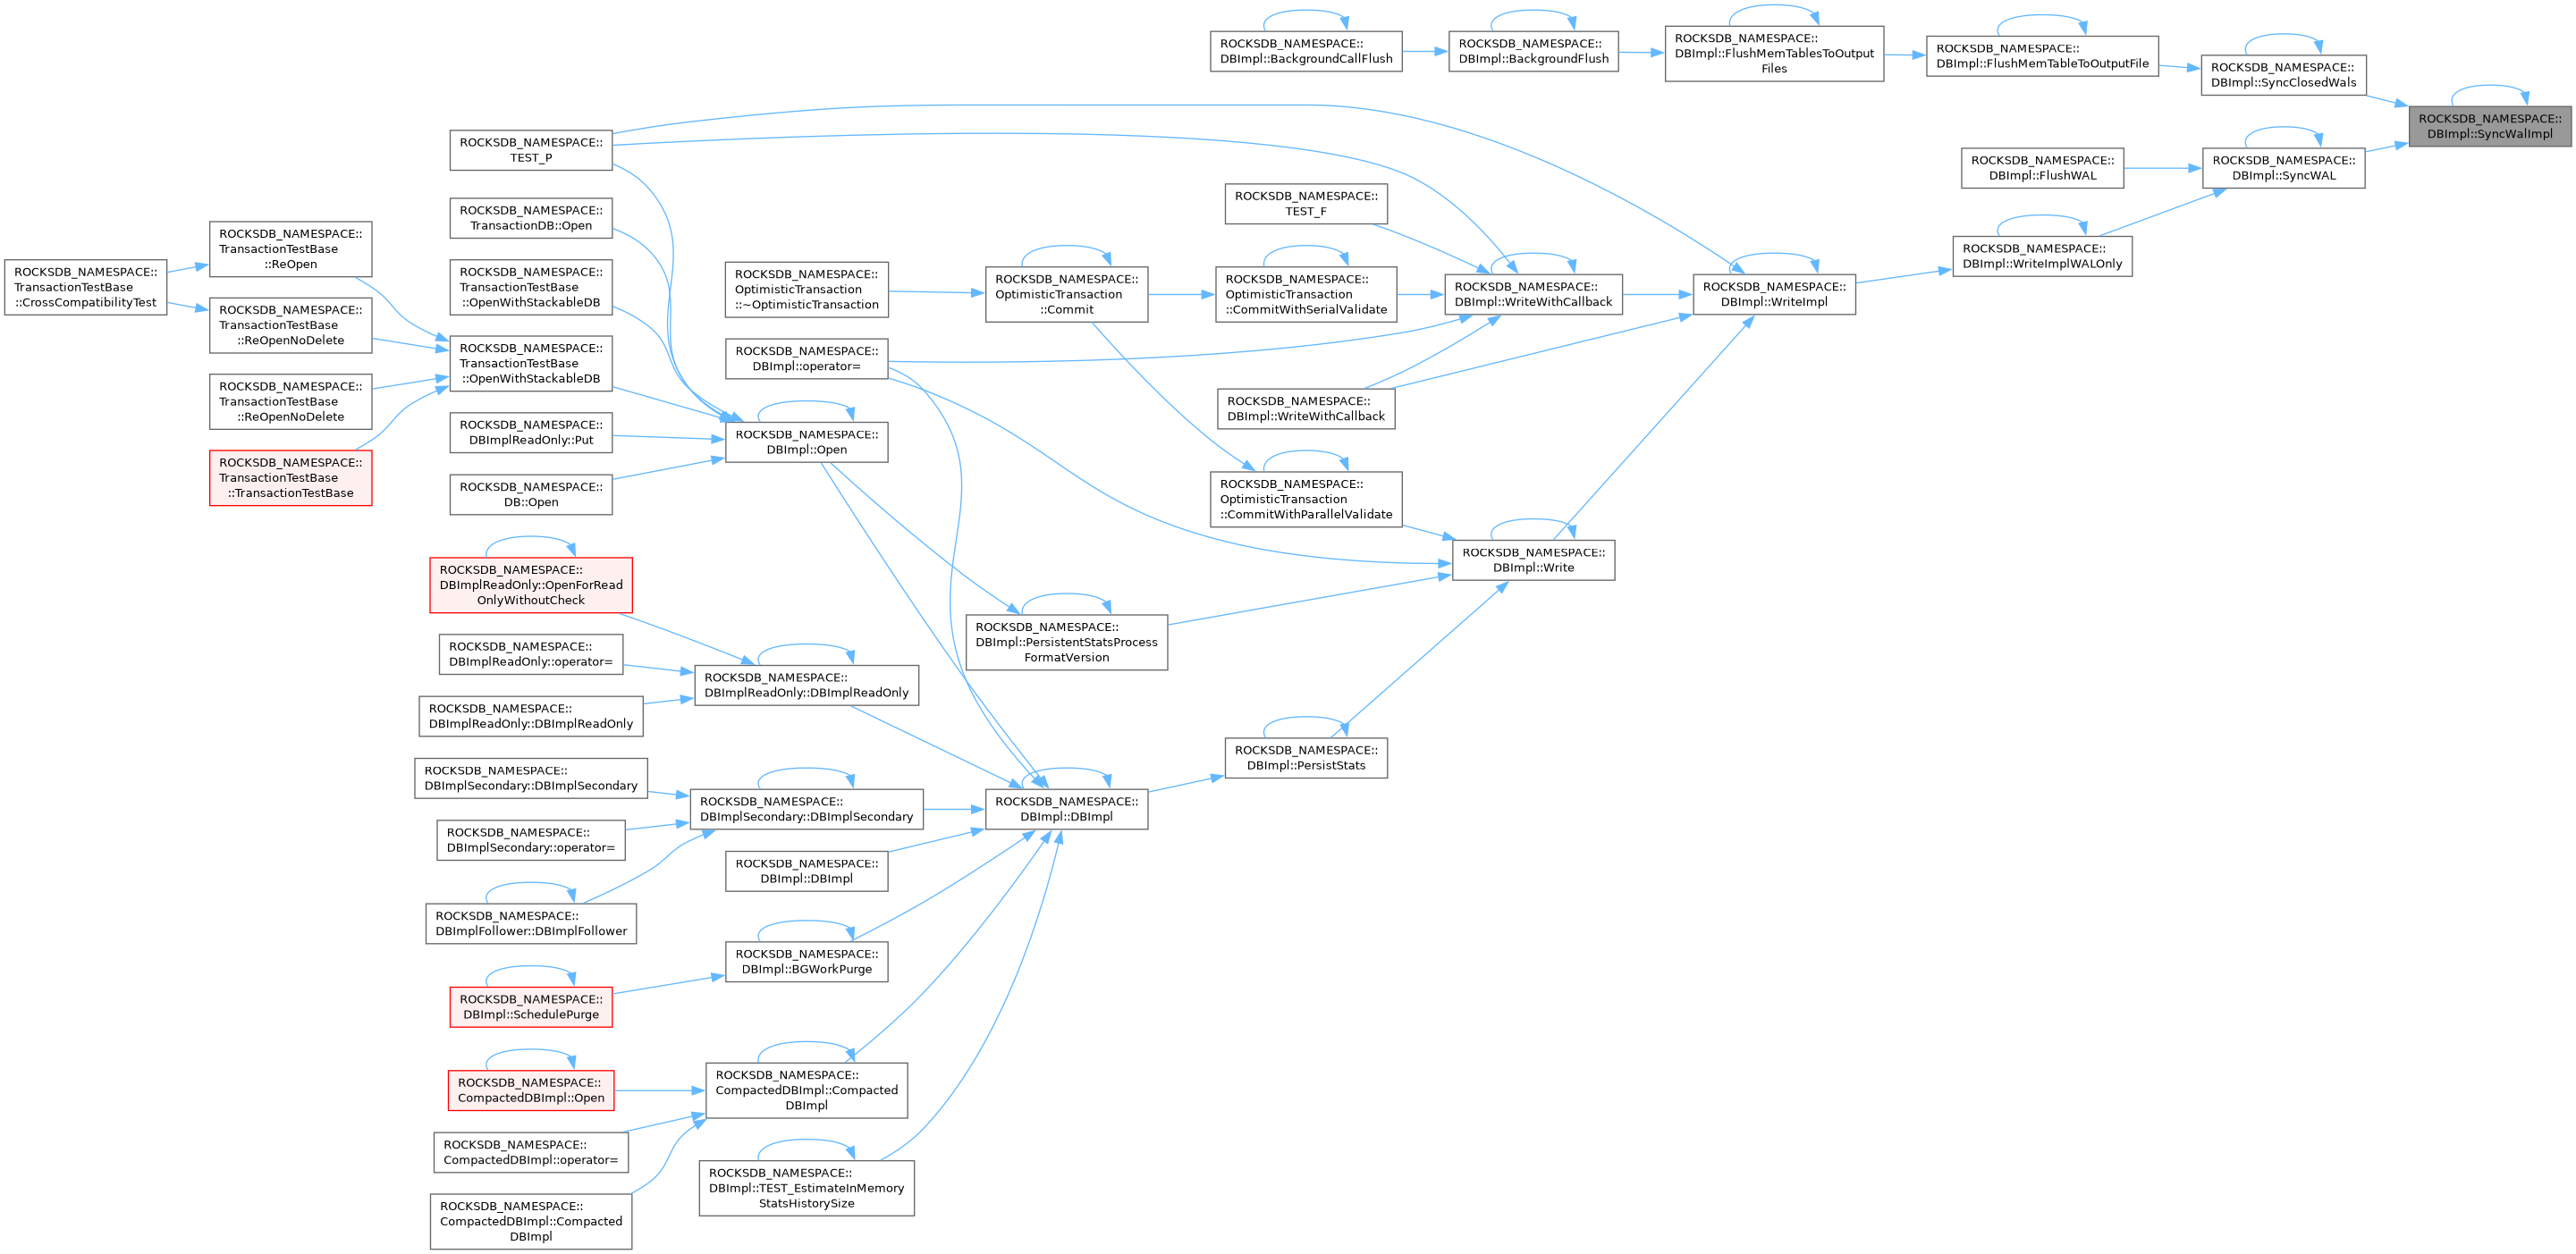 ROCKSDB_NAMESPACE::
DBImpl::BackgroundCallFlush
ROCKSDB_NAMESPACE::
DBImpl::BackgroundFlush
ROCKSDB_NAMESPACE::
DBImpl::FlushMemTablesToOutput
Files
ROCKSDB_NAMESPACE::
DBImpl::FlushMemTableToOutputFile
ROCKSDB_NAMESPACE::
DBImpl::SyncClosedWals
ROCKSDB_NAMESPACE::
DBImpl::SyncWalImpl
ROCKSDB_NAMESPACE::
TEST_P
ROCKSDB_NAMESPACE::
DBImpl::FlushWAL
ROCKSDB_NAMESPACE::
DBImpl::SyncWAL
ROCKSDB_NAMESPACE::
TEST_F
ROCKSDB_NAMESPACE::
TransactionDB::Open
ROCKSDB_NAMESPACE::
TransactionTestBase
::ReOpen
ROCKSDB_NAMESPACE::
DBImpl::WriteImplWALOnly
ROCKSDB_NAMESPACE::
TransactionTestBase
::CrossCompatibilityTest
ROCKSDB_NAMESPACE::
TransactionTestBase
::OpenWithStackableDB
ROCKSDB_NAMESPACE::
OptimisticTransaction
::~OptimisticTransaction
ROCKSDB_NAMESPACE::
OptimisticTransaction
::Commit
ROCKSDB_NAMESPACE::
OptimisticTransaction
::CommitWithSerialValidate
ROCKSDB_NAMESPACE::
DBImpl::WriteWithCallback
ROCKSDB_NAMESPACE::
DBImpl::WriteImpl
ROCKSDB_NAMESPACE::
TransactionTestBase
::ReOpenNoDelete
ROCKSDB_NAMESPACE::
TransactionTestBase
::OpenWithStackableDB
ROCKSDB_NAMESPACE::
DBImpl::operator=
ROCKSDB_NAMESPACE::
TransactionTestBase
::ReOpenNoDelete
ROCKSDB_NAMESPACE::
DBImpl::WriteWithCallback
ROCKSDB_NAMESPACE::
DBImplReadOnly::Put
ROCKSDB_NAMESPACE::
DBImpl::Open
ROCKSDB_NAMESPACE::
TransactionTestBase
::TransactionTestBase
ROCKSDB_NAMESPACE::
DB::Open
ROCKSDB_NAMESPACE::
OptimisticTransaction
::CommitWithParallelValidate
ROCKSDB_NAMESPACE::
DBImpl::Write
ROCKSDB_NAMESPACE::
DBImplReadOnly::OpenForRead
OnlyWithoutCheck
ROCKSDB_NAMESPACE::
DBImpl::PersistentStatsProcess
FormatVersion
ROCKSDB_NAMESPACE::
DBImplReadOnly::operator=
ROCKSDB_NAMESPACE::
DBImplReadOnly::DBImplReadOnly
ROCKSDB_NAMESPACE::
DBImplReadOnly::DBImplReadOnly
ROCKSDB_NAMESPACE::
DBImpl::PersistStats
ROCKSDB_NAMESPACE::
DBImplSecondary::DBImplSecondary
ROCKSDB_NAMESPACE::
DBImplSecondary::DBImplSecondary
ROCKSDB_NAMESPACE::
DBImpl::DBImpl
ROCKSDB_NAMESPACE::
DBImplSecondary::operator=
ROCKSDB_NAMESPACE::
DBImpl::DBImpl
ROCKSDB_NAMESPACE::
DBImplFollower::DBImplFollower
ROCKSDB_NAMESPACE::
DBImpl::BGWorkPurge
ROCKSDB_NAMESPACE::
DBImpl::SchedulePurge
ROCKSDB_NAMESPACE::
CompactedDBImpl::Open
ROCKSDB_NAMESPACE::
CompactedDBImpl::Compacted
DBImpl
ROCKSDB_NAMESPACE::
CompactedDBImpl::operator=
ROCKSDB_NAMESPACE::
DBImpl::TEST_EstimateInMemory
StatsHistorySize
ROCKSDB_NAMESPACE::
CompactedDBImpl::Compacted
DBImpl